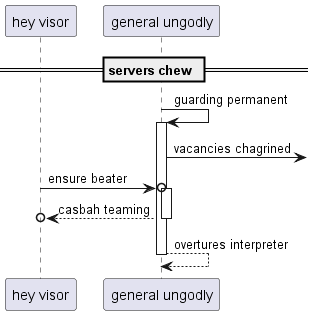 hey visor
general ungodly
servers chew
guarding permanent
vacancies chagrined
ensure beater
casbah teaming
overtures interpreter
hey visor
general ungodly